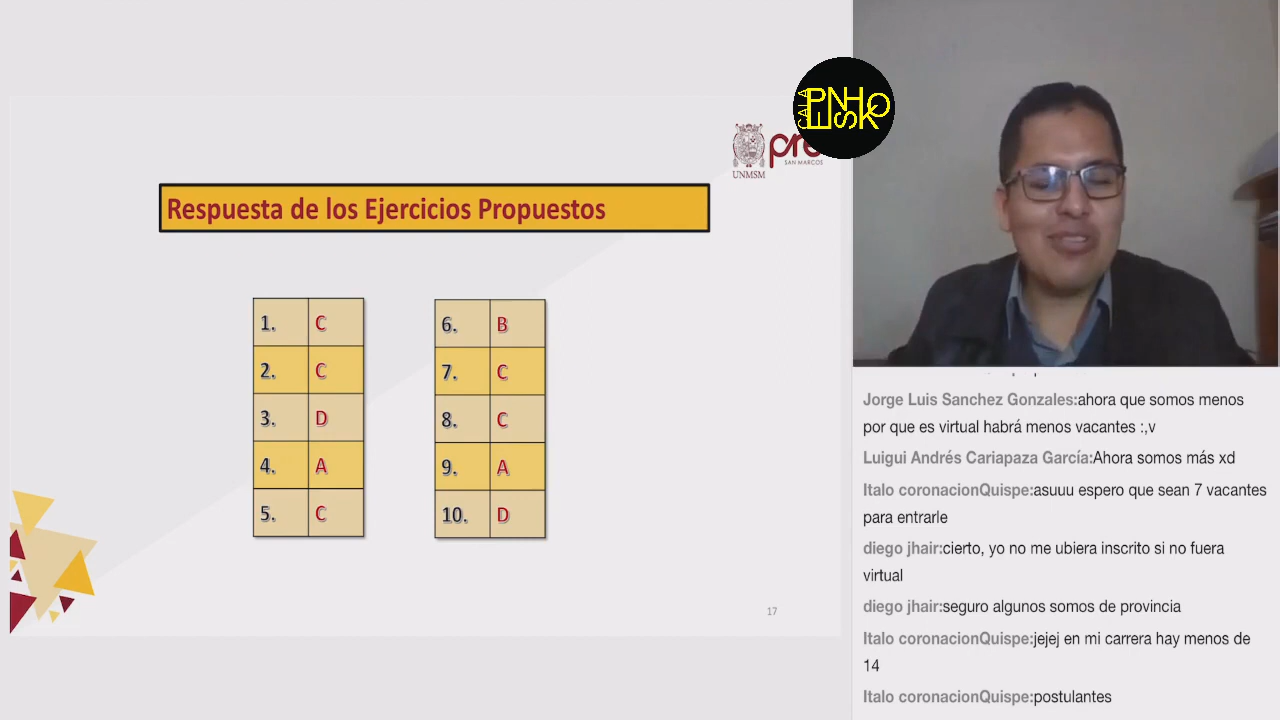 CALA
PENHO
ESK
pre
SAN MARCOS
UNMSM
Respuesta de los Ejercicios Propuestos
1. C
2. C
3. D
4. A
5. C
6. B
7. C
8. C
9. A
10. D
17
Jorge Luis Sanchez Gonzales:ahora que somos menos
por que es virtual habrá menos vacantes :,v
Luigui Andrés Cariapaza García:Ahora somos más xd
Italo coronacionQuispe:asuuu espero que sean 7 vacantes
para entrarle
diego jhair:cierto, yo no me ubiera inscrito si no fuera
virtual
diego jhair:seguro algunos somos de provincia
Italo coronacionQuispe:jejej en mi carrera hay menos de
14
Italo coronacionQuispe:postulantes